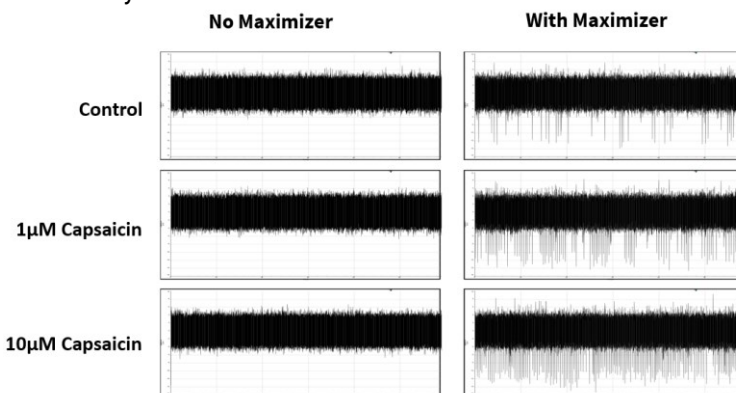 No Maximizer
With Maximizer
Control
1µM Capsaicin
10µM Capsaicin